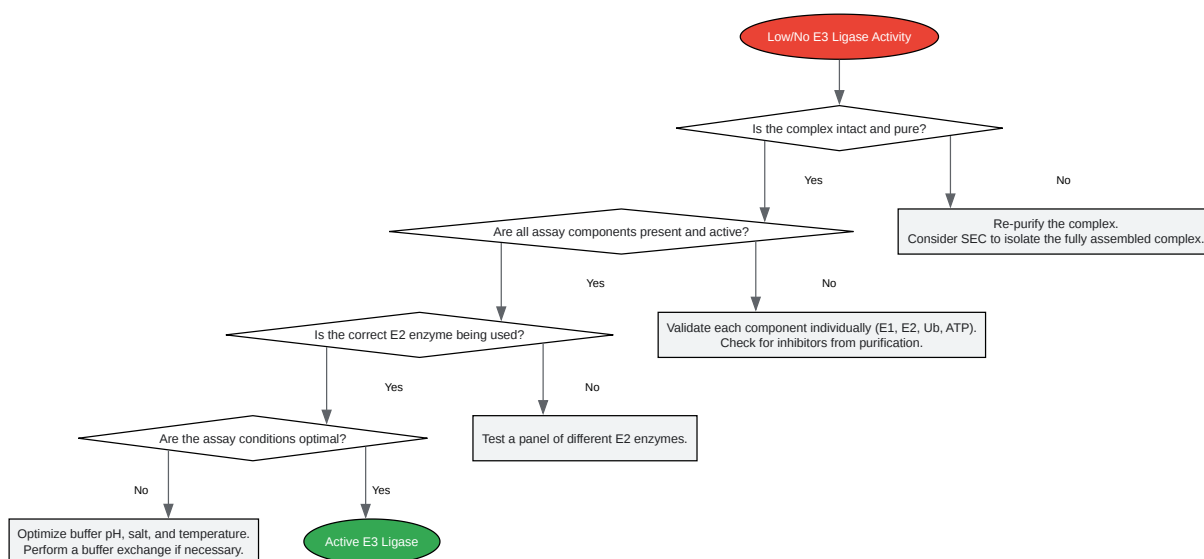 Low/No E3 Ligase Activity
Is the complex intact and pure?
Yes
No
Re-purify the complex.
Consider SEC to isolate the fully assembled complex.
Are all assay components present and active?
Yes
No
Validate each component individually (E1, E2, Ub, ATP).
Check for inhibitors from purification.
Is the correct E2 enzyme being used?
Yes
No
Test a panel of different E2 enzymes.
Are the assay conditions optimal?
No
Yes
Optimize buffer pH, salt, and temperature.
Perform a buffer exchange if necessary.
Active E3 Ligase